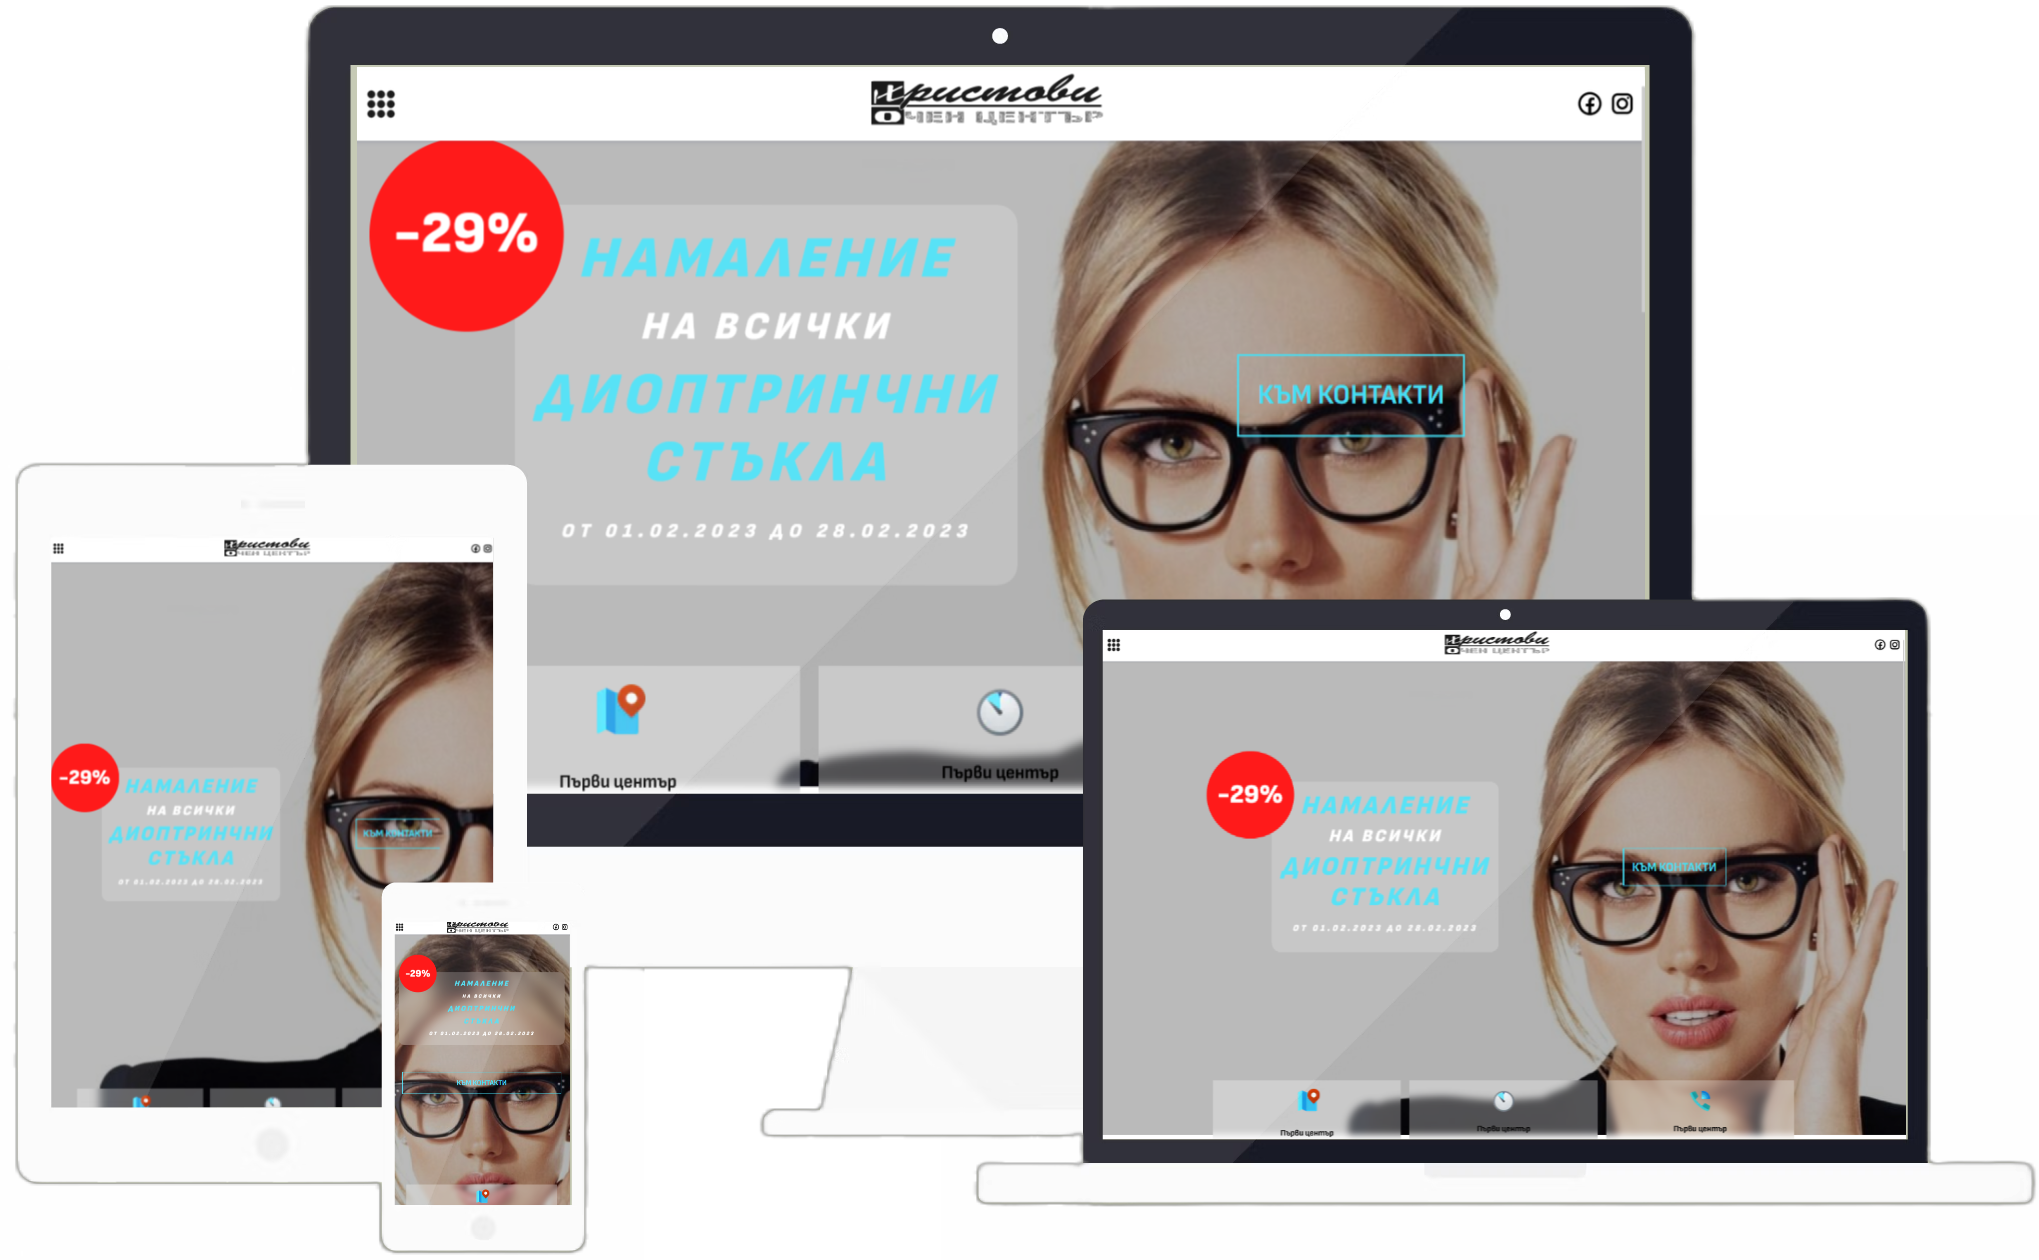 Христови
ОЧЕН ЦЕНТЪР
-29%
НАМАЛЕНИЕ
НА ВСИЧКИ
ДИОПТРИНЧНИ
СТЪКЛА
ОТ 01.02.2023 ДО 28.02.2023
КЪМ КОНТАКТИ
Първи център
Първи център
Христови
ОЧЕН ЦЕНТЪР
-29%
НАМАЛЕНИЕ
НА ВСИЧКИ
ДИОПТРИНЧНИ
СТЪКЛА
ОТ 01.02.2023 ДО 28.02.2023
КЪМ КОНТАКТИ
Христови
ОЧЕН ЦЕНТЪР
-29%
НАМАЛЕНИЕ
НА ВСИЧКИ
ДИОПТРИНЧНИ
СТЪКЛА
ОТ 01.02.2023 ДО 28.02.2023
КЪМ КОНТАКТИ
Първи център
Първи център
Първи център
Христови
ОЧЕН ЦЕНТЪР
-29%
НАМАЛЕНИЕ
НА ВСИЧКИ
ДИОПТРИНЧНИ
СТЪКЛА
ОТ 01.02.2023 ДО 28.02.2023
КЪМ КОНТАКТИ